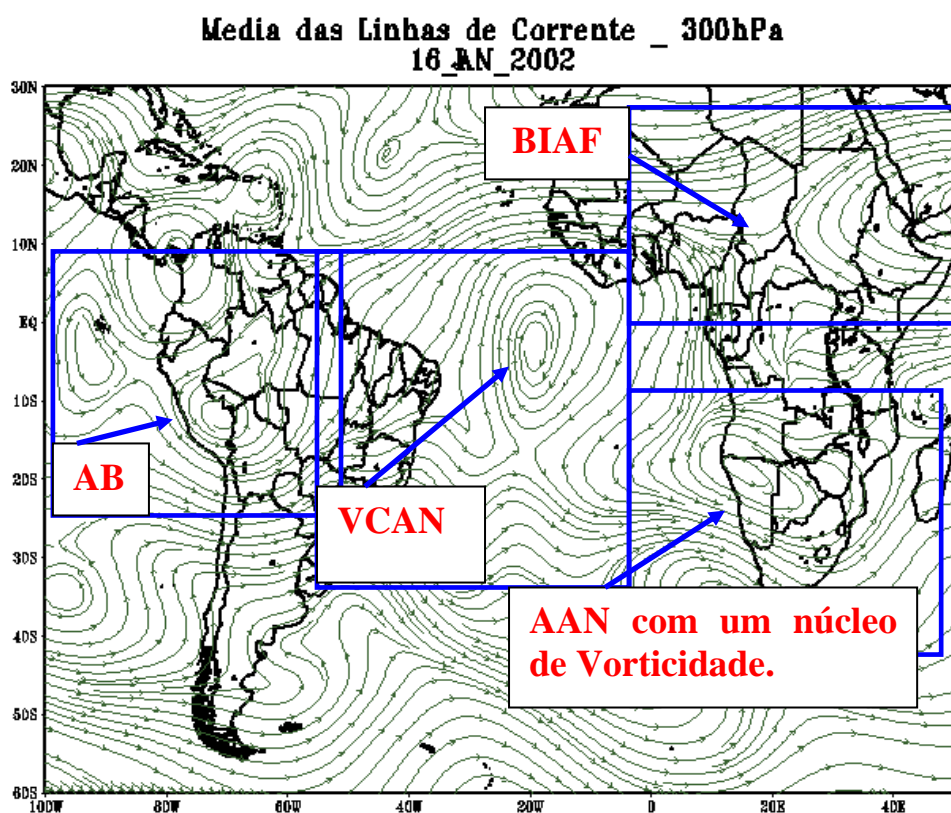 Media das Linhas de Corrente _ 300hPa
16_JAN_2002
30N
20N
10N
EQ
10S
20S
30S
40S
50S
60S
100W 80W 60W 40W 20W 0 20E 40E
BIAF
AB
VCAN
AAN com um núcleo
de Vorticidade.